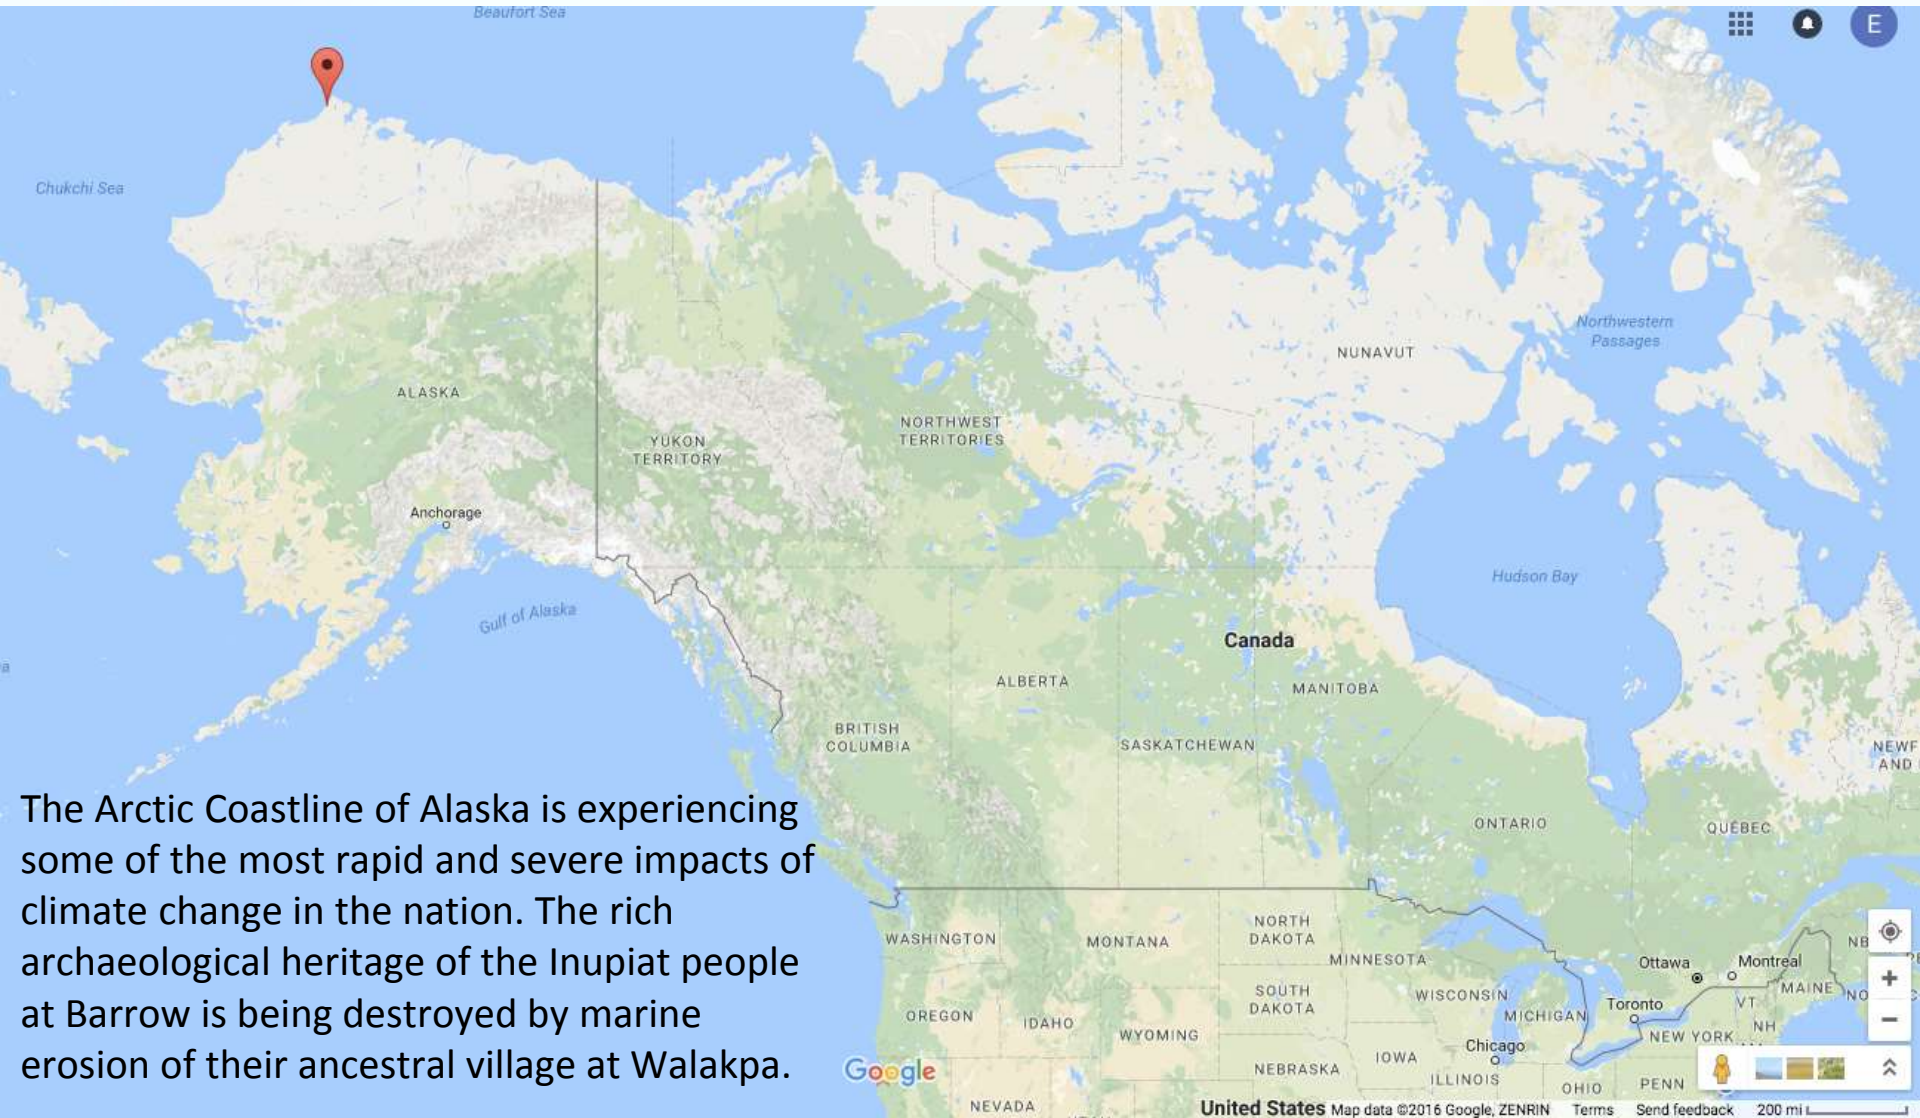 Beaufort Sea
E
Chukchi Sea
Northwestern
Passages
NUNAVUT
ALASKA
NORTHWEST
TERRITORIES
YUKON
TERRITORY
Anchorage
Hudson Bay
Gulf of Alaska
Canada
ALBERTA
MANITOBA
BRITISH
COLUMBIA
SASKATCHEWAN
NEWF
AND
The Arctic Coastline of Alaska is experiencing
some of the most rapid and severe impacts of
climate change in the nation. The rich
archaeological heritage of the Inupiat people
at Barrow is being destroyed by marine
erosion of their ancestral village at Walakpa.
ONTARIO
QUÉBEC
WASHINGTON
MONTANA
NORTH
DAKOTA
MINNESOTA
Ottawa
Montreal
NB
MAINE
SOUTH
DAKOTA
WISCONSIN
MICHIGAN
Toronto
VT
NO
OREGON
IDAHO
WYOMING
NEW YORK
NH
Chicago
IOWA
NEBRASKA
ILLINOIS
OHIO
PENN
Google
NEVADA
United States Map data ©2016 Google, ZENRIN Terms Send feedback 200 mi